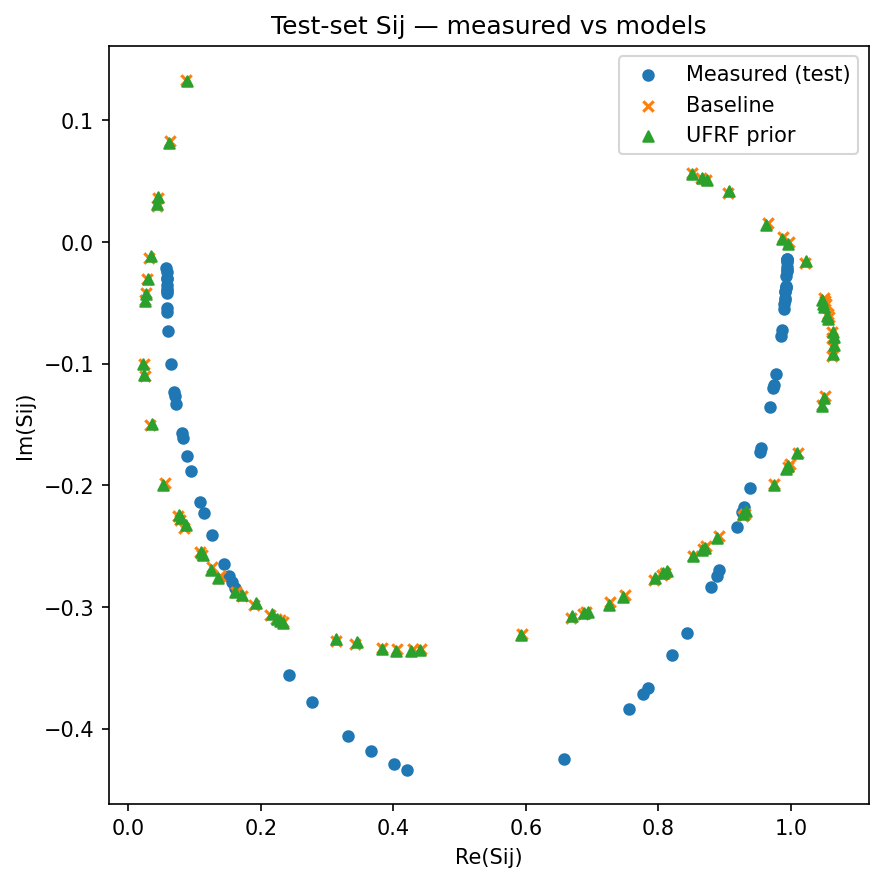 Test-set Sij — measured vs models
Measured (test)
Baseline
UFRF prior
0.1
0.0
−0.1
−0.2
−0.3
−0.4
Im(Sij)
0.0 0.2 0.4 0.6 0.8 1.0
Re(Sij)